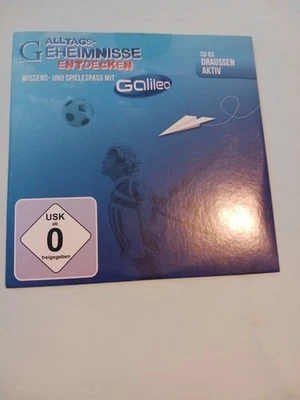 ALLTAGS-
GEHEIMNISSE
ENTDECKEN
WISSENS- UND SPIELESPASS MIT
Galileo
CD 03
DRAUSSEN
AKTIV
USK
ab
0
freigegeben